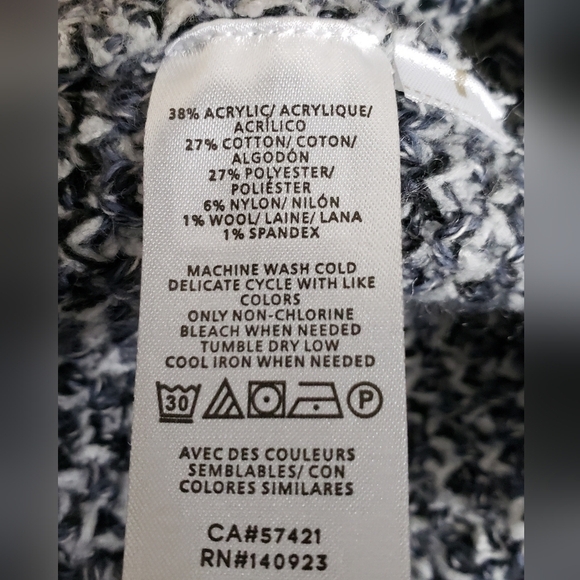 38% ACRYLIC/ ACRYLIQUE/
ACRÍLICO
27% COTTON/ COTON/
ALGODÓN
27% POLYESTER/
POLIÉSTER
6% NYLON/ NILÓN
1% WOOL/ LAINE/ LANA
1% SPANDEX
MACHINE WASH COLD
DELICATE CYCLE WITH LIKE
COLORS
ONLY NON-CHLORINE
BLEACH WHEN NEEDED
TUMBLE DRY LOW
COOL IRON WHEN NEEDED
30 P
AVEC DES COULEURS
SEMBLABLES/ CON
COLORES SIMILARES
CA#57421
RN#140923